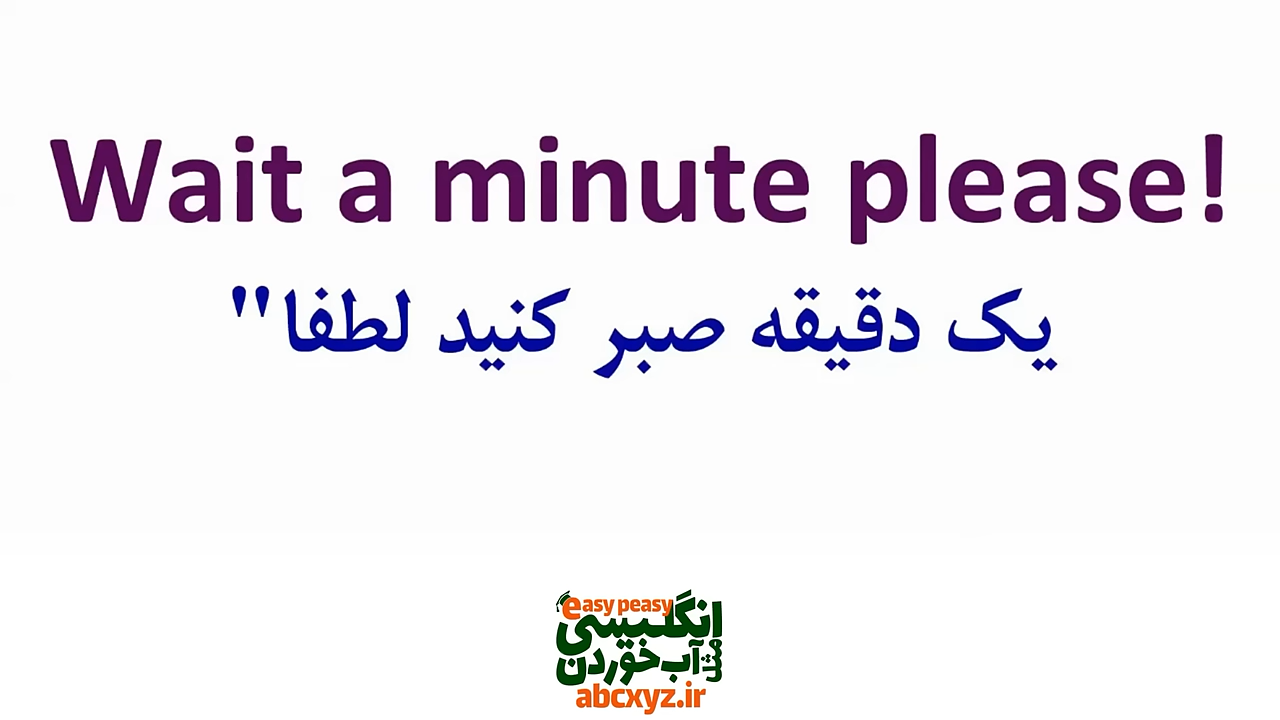 Wait a minute please!
یک دقیقه صبر کنید لطفا"
easy peasy
انگلیسی
مثل آب خوردن
abcxyz.ir